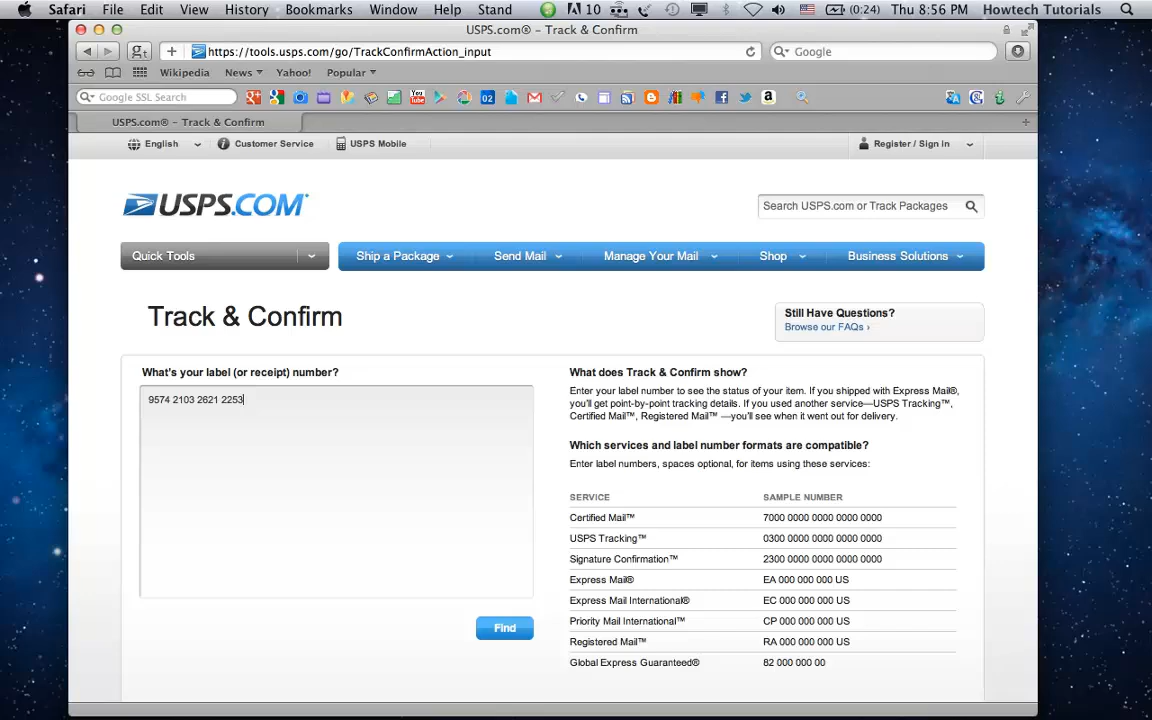 Safari File Edit View History Bookmarks Window Help Stand 10 (0:24) Thu 8:56 PM Howtech Tutorials
USPS.com® – Track & Confirm
https://tools.usps.com/go/TrackConfirmAction_input
Google
Wikipedia News Yahoo! Popular
Google SSL Search
02
USPS.com® – Track & Confirm
English Customer Service USPS Mobile Register / Sign In
USPS.COM
Search USPS.com or Track Packages
Quick Tools Ship a Package Send Mail Manage Your Mail Shop Business Solutions
Track & Confirm
Still Have Questions?
Browse our FAQs ›
What's your label (or receipt) number?
9574 2103 2621 2253
Find
What does Track & Confirm show?
Enter your label number to see the status of your item. If you shipped with Express Mail®,
you'll get point-by-point tracking details. If you used another service—USPS Tracking™,
Certified Mail™, Registered Mail™ —you'll see when it went out for delivery.
Which services and label number formats are compatible?
Enter label numbers, spaces optional, for items using these services:
SERVICE SAMPLE NUMBER
Certified Mail™ 7000 0000 0000 0000 0000
USPS Tracking™ 0300 0000 0000 0000 0000
Signature Confirmation™ 2300 0000 0000 0000 0000
Express Mail® EA 000 000 000 US
Express Mail International® EC 000 000 000 US
Priority Mail International™ CP 000 000 000 US
Registered Mail™ RA 000 000 000 US
Global Express Guaranteed® 82 000 000 00